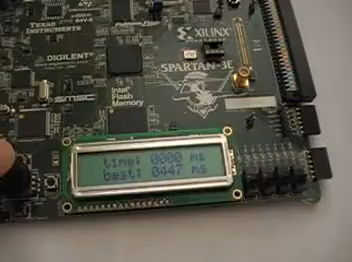 TEXAS
INSTRUMENTS
XILINX
DIGILENT
SPARTAN-3E
SMSC
Intel
Flash
Memory
time: 0000 ms
best: 0447 ms